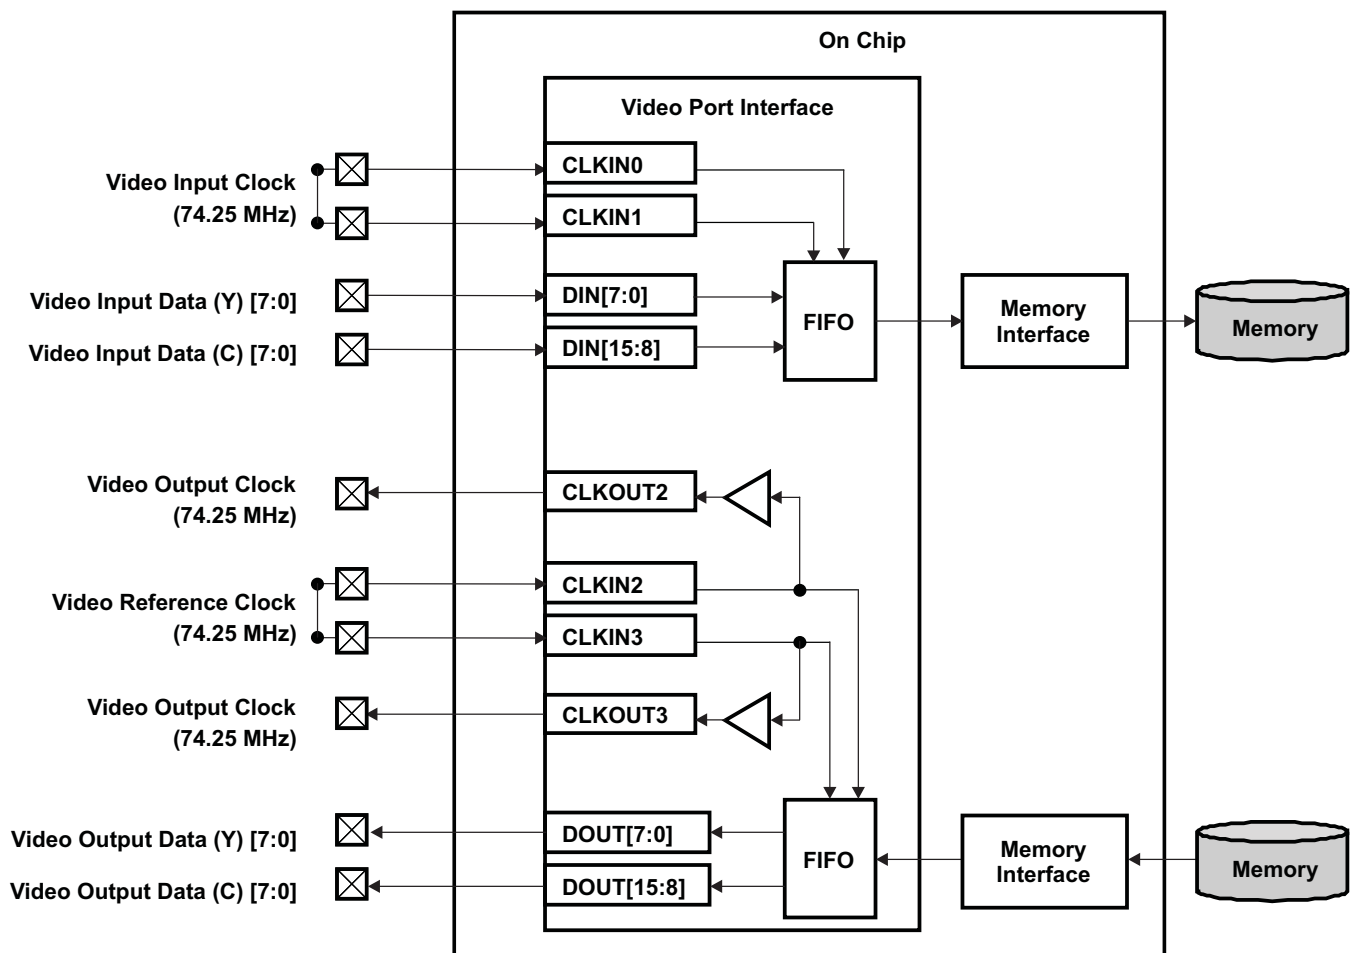 On Chip
Video Port Interface
Video Input Clock
(74.25 MHz)
CLKIN0
CLKIN1
Video Input Data (Y) [7:0]
DIN[7:0]
Video Input Data (C) [7:0]
DIN[15:8]
FIFO
Memory
Interface
Memory
Video Output Clock
(74.25 MHz)
CLKOUT2
Video Reference Clock
(74.25 MHz)
CLKIN2
CLKIN3
Video Output Clock
(74.25 MHz)
CLKOUT3
Video Output Data (Y) [7:0]
DOUT[7:0]
Video Output Data (C) [7:0]
DOUT[15:8]
FIFO
Memory
Interface
Memory